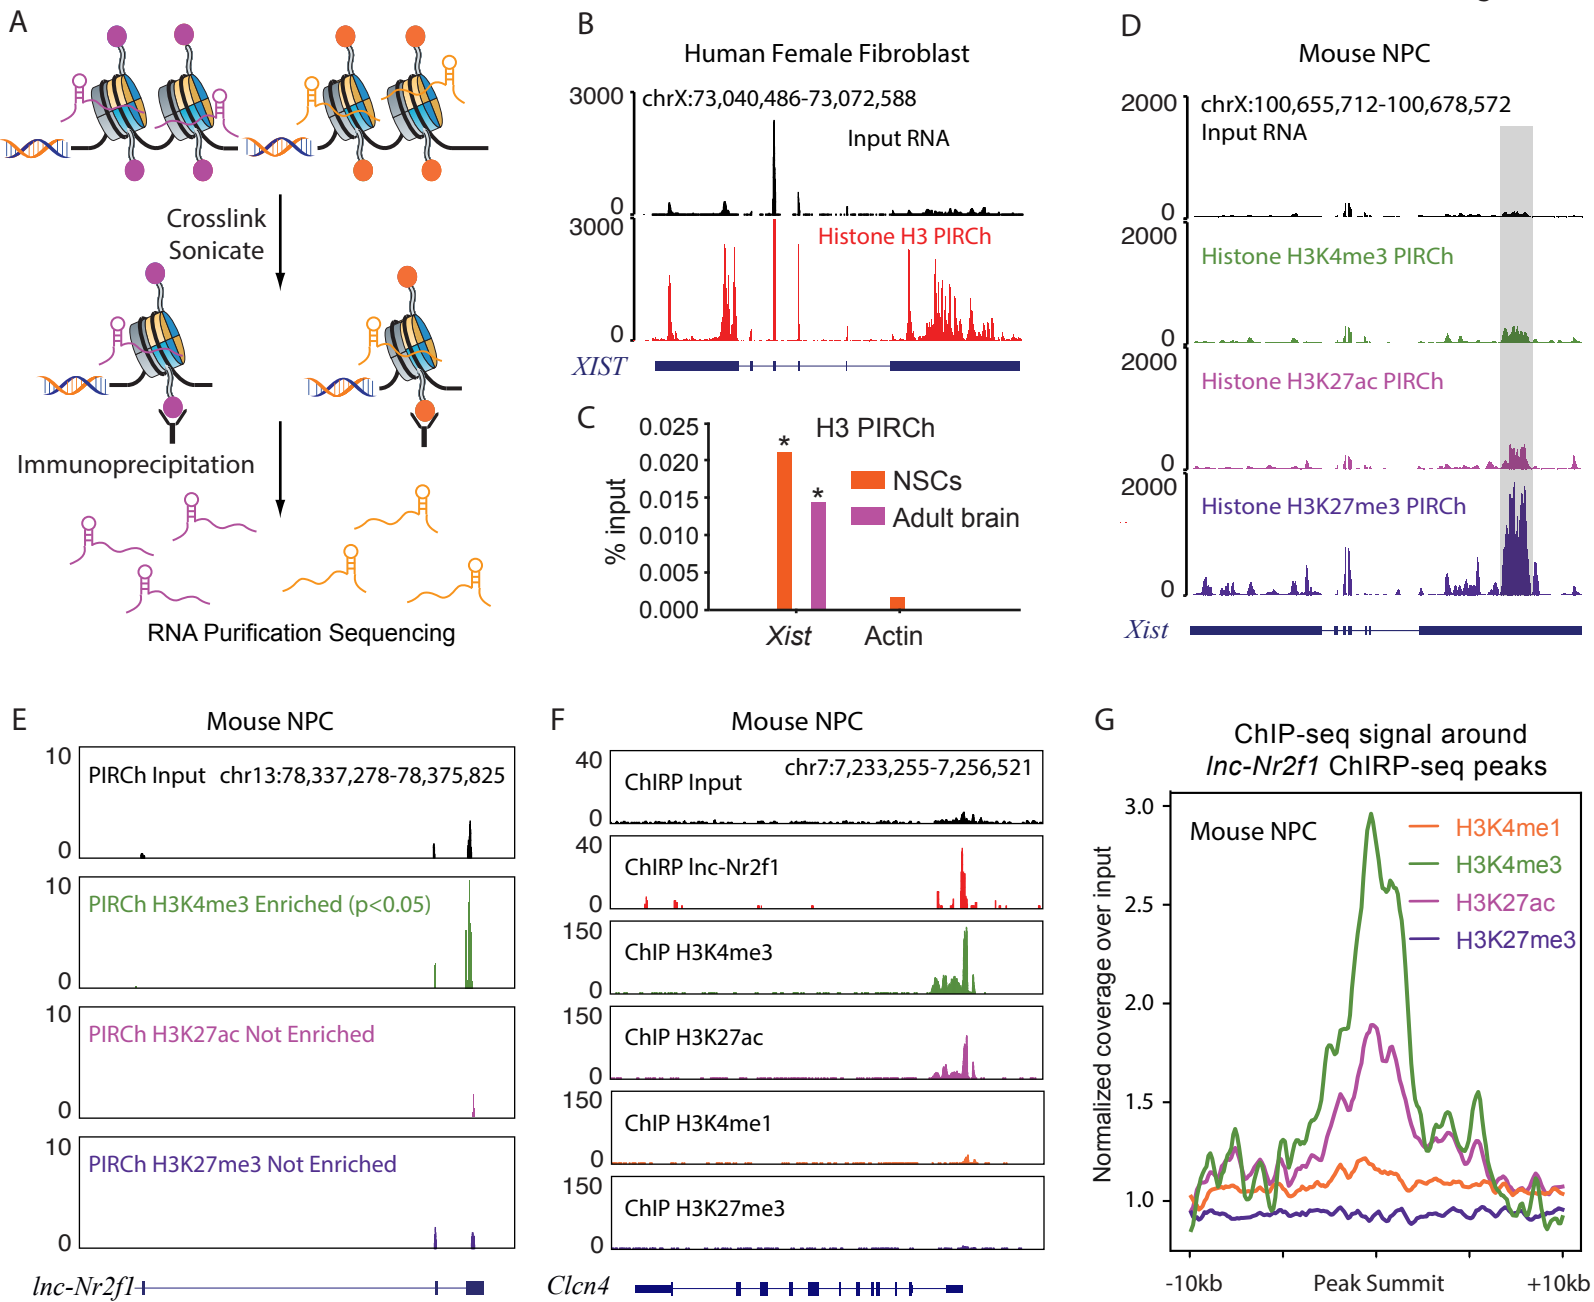 A
Crosslink
Sonicate
Immunoprecipitation
RNA Purification Sequencing
B
Human Female Fibroblast
3000
chrX:73,040,486-73,072,588
Input RNA
0
3000
Histone H3 PIRCh
0
XIST
C
H3 PIRCh
% input
0.025
0.020
0.015
0.010
0.005
0.000
*
*
NSCs
Adult brain
Xist
Actin
D
Mouse NPC
2000
chrX:100,655,712-100,678,572
Input RNA
0
2000
Histone H3K4me3 PIRCh
0
2000
Histone H3K27ac PIRCh
0
2000
Histone H3K27me3 PIRCh
0
Xist
E
Mouse NPC
10
PIRCh Input chr13:78,337,278-78,375,825
0
10
PIRCh H3K4me3 Enriched (p<0.05)
0
10
PIRCh H3K27ac Not Enriched
0
10
PIRCh H3K27me3 Not Enriched
0
lnc-Nr2f1
F
Mouse NPC
40
ChIRP Input
chr7:7,233,255-7,256,521
0
40
ChIRP lnc-Nr2f1
0
150
ChIP H3K4me3
0
150
ChIP H3K27ac
0
150
ChIP H3K4me1
0
150
ChIP H3K27me3
0
Clcn4
G
ChIP-seq signal around
lnc-Nr2f1 ChIRP-seq peaks
Normalized coverage over input
3.0
2.5
2.0
1.5
1.0
Mouse NPC
H3K4me1
H3K4me3
H3K27ac
H3K27me3
-10kb
Peak Summit
+10kb